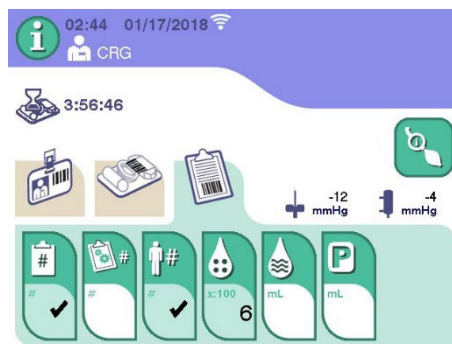 02:44 01/17/2018
CRG
3:56:46
-12
mmHg
-4
mmHg
# # #
P
# # # x:100 mL mL
6